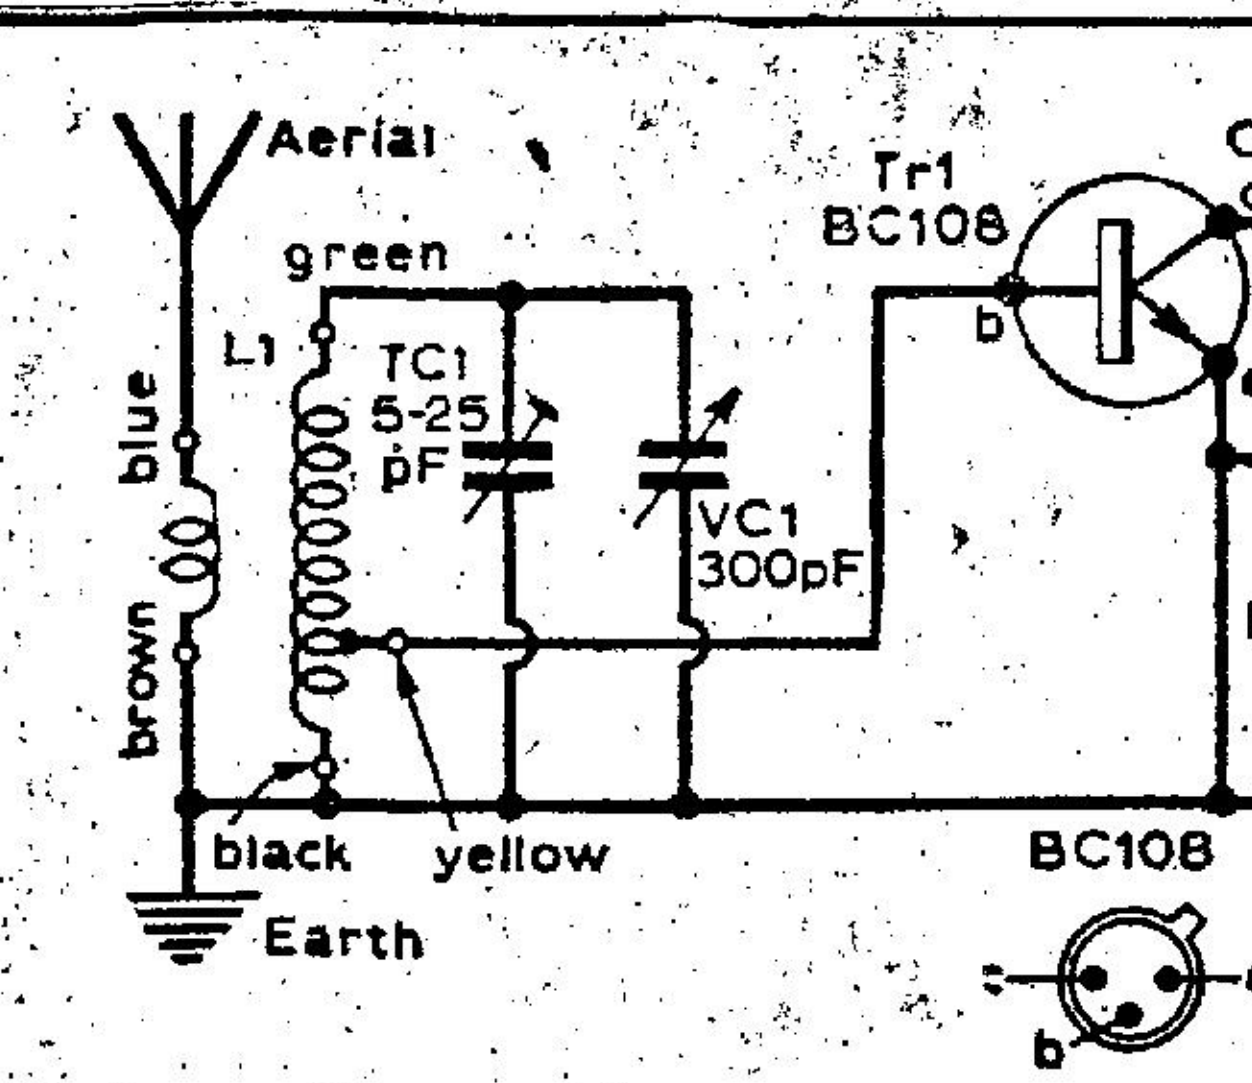 Aerial
Tr1
BC108
green
L1
TC1
5-25
pF
blue
b
VC1
300pF
brown
black
yellow
BC108
Earth
b